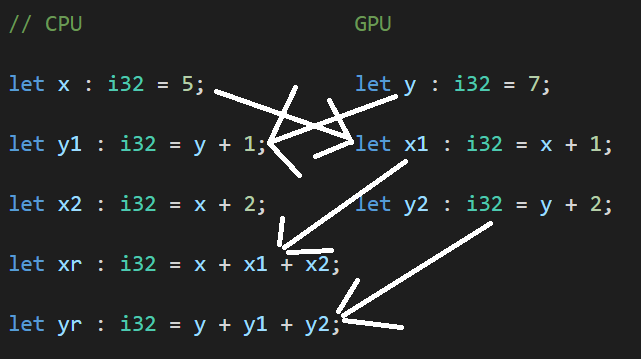 // CPU GPU
let x : i32 = 5; let y : i32 = 7;
let y1 : i32 = y + 1; let x1 : i32 = x + 1;
let x2 : i32 = x + 2; let y2 : i32 = y + 2;
let xr : i32 = x + x1 + x2;
let yr : i32 = y + y1 + y2;